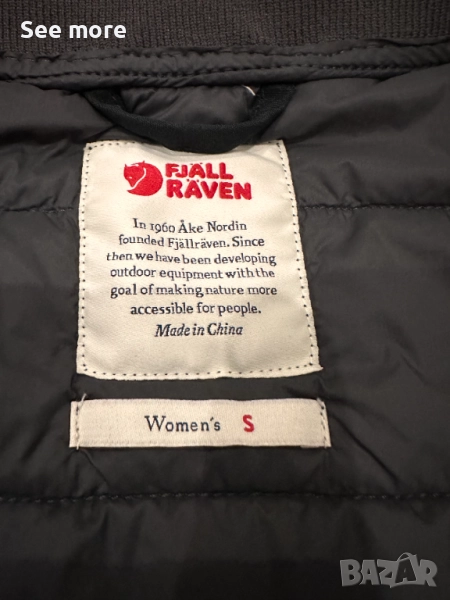 See more
FJÄLL
RÄVEN
In 1960 Åke Nordin
founded Fjällräven. Since
then we have been developing
outdoor equipment with the
goal of making nature more
accessible for people.
Made in China
Women's S
BAZAR